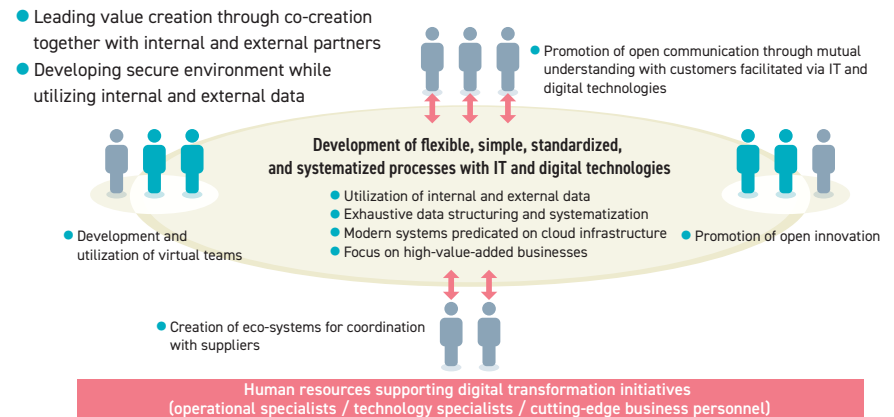 ● Leading value creation through co-creation
together with internal and external partners
● Developing secure environment while
utilizing internal and external data
● Promotion of open communication through mutual
understanding with customers facilitated via IT and
digital technologies
Development of flexible, simple, standardized,
and systematized processes with IT and digital technologies
● Utilization of internal and external data
● Exhaustive data structuring and systematization
● Modern systems predicated on cloud infrastructure
● Focus on high-value-added businesses
● Development and
utilization of virtual teams
● Promotion of open innovation
● Creation of eco-systems for coordination
with suppliers
Human resources supporting digital transformation initiatives
(operational specialists / technology specialists / cutting-edge business personnel)